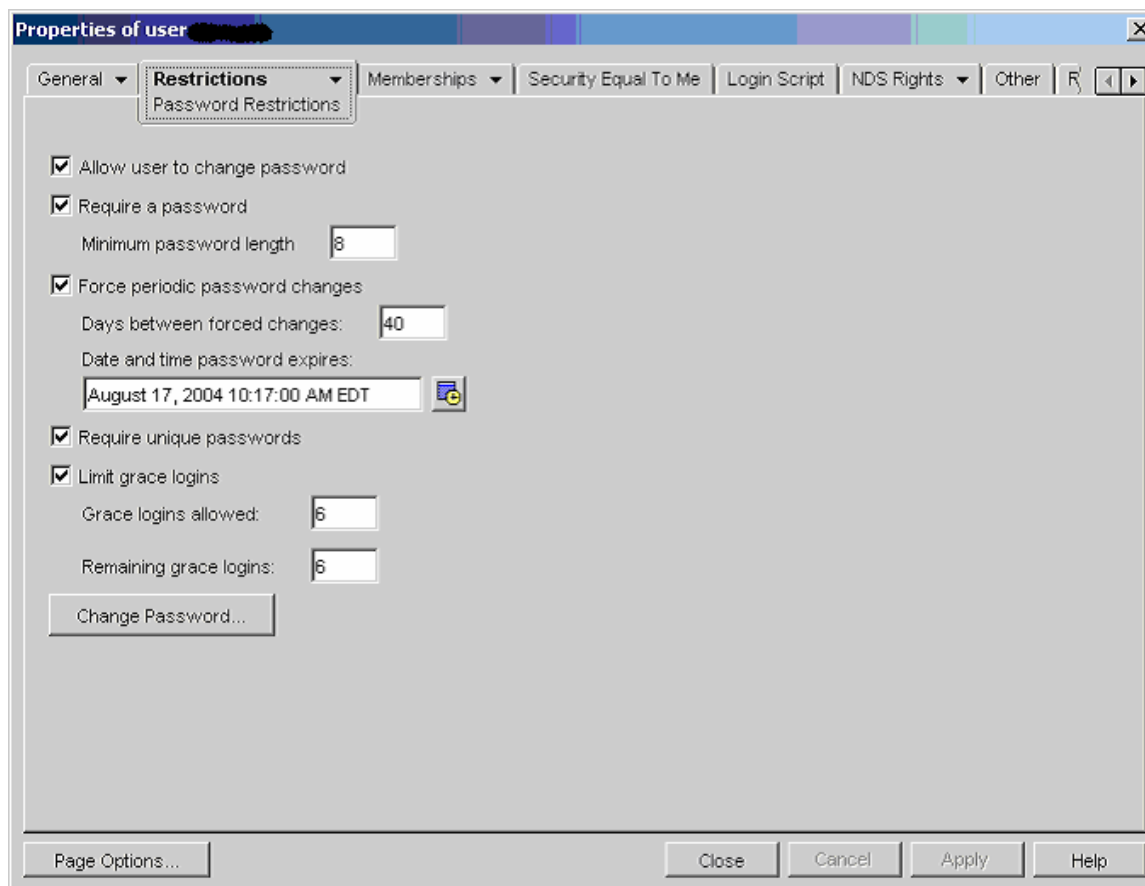 Properties of user
General Restrictions Memberships Security Equal To Me Login Script NDS Rights Other
Password Restrictions
Allow user to change password
Require a password
Minimum password length 8
Force periodic password changes
Days between forced changes: 40
Date and time password expires:
August 17, 2004 10:17:00 AM EDT
Require unique passwords
Limit grace logins
Grace logins allowed: 6
Remaining grace logins: 6
Change Password...
Page Options... Close Cancel Apply Help